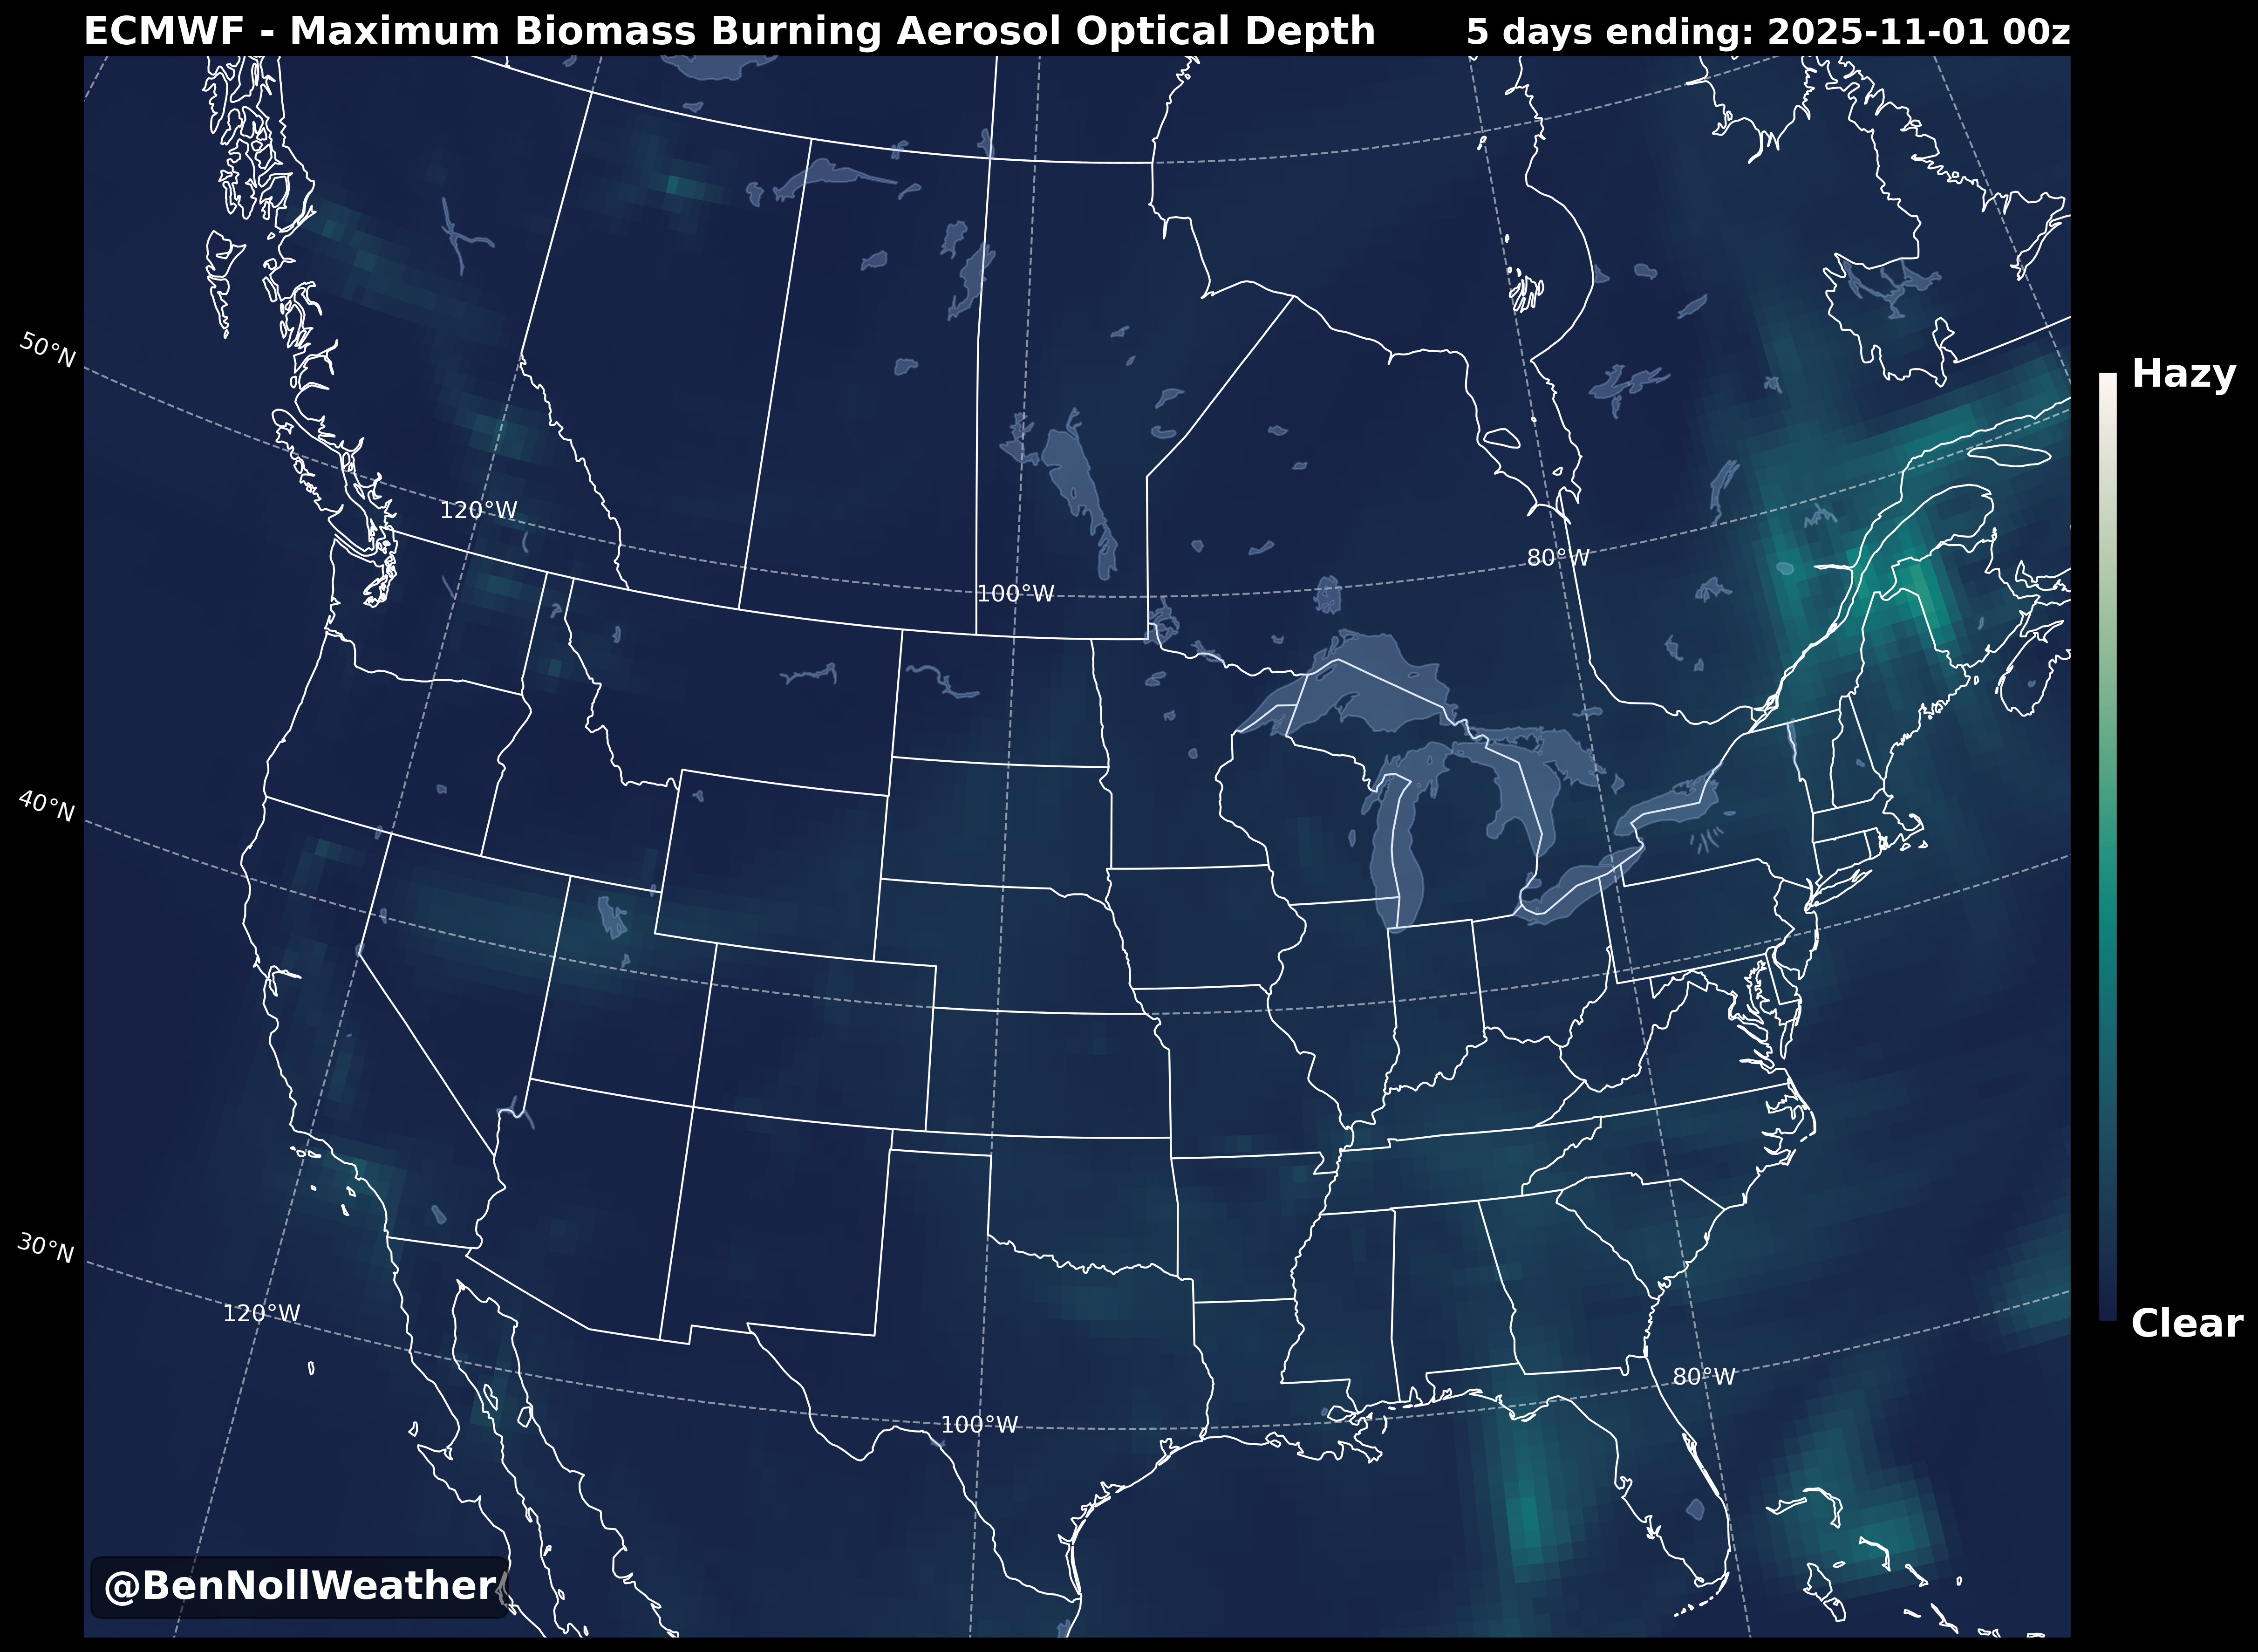 ECMWF - Maximum Biomass Burning Aerosol Optical Depth
5 days ending: 2025-11-01 00z
50°N
Hazy
120°W
80°W
100°W
40°N
30°N
120°W
Clear
80°W
100°W
@BenNollWeather